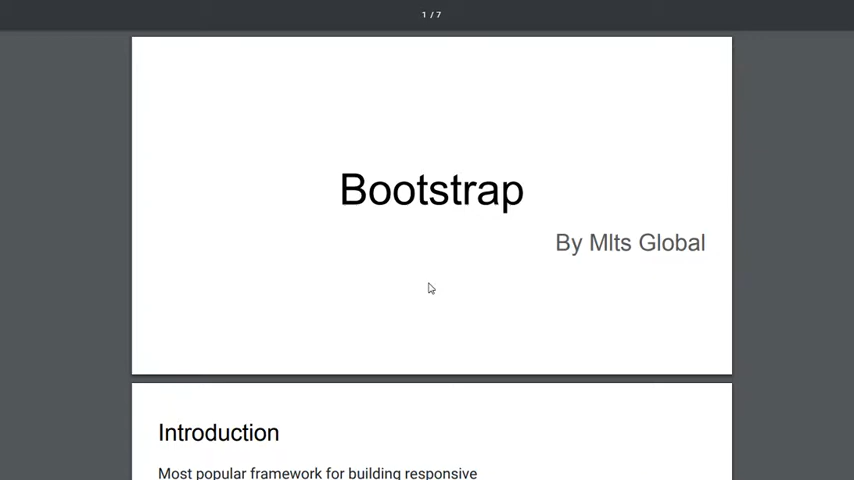 1 / 7
Bootstrap
By Mlts Global
Introduction
Most popular framework for building responsive